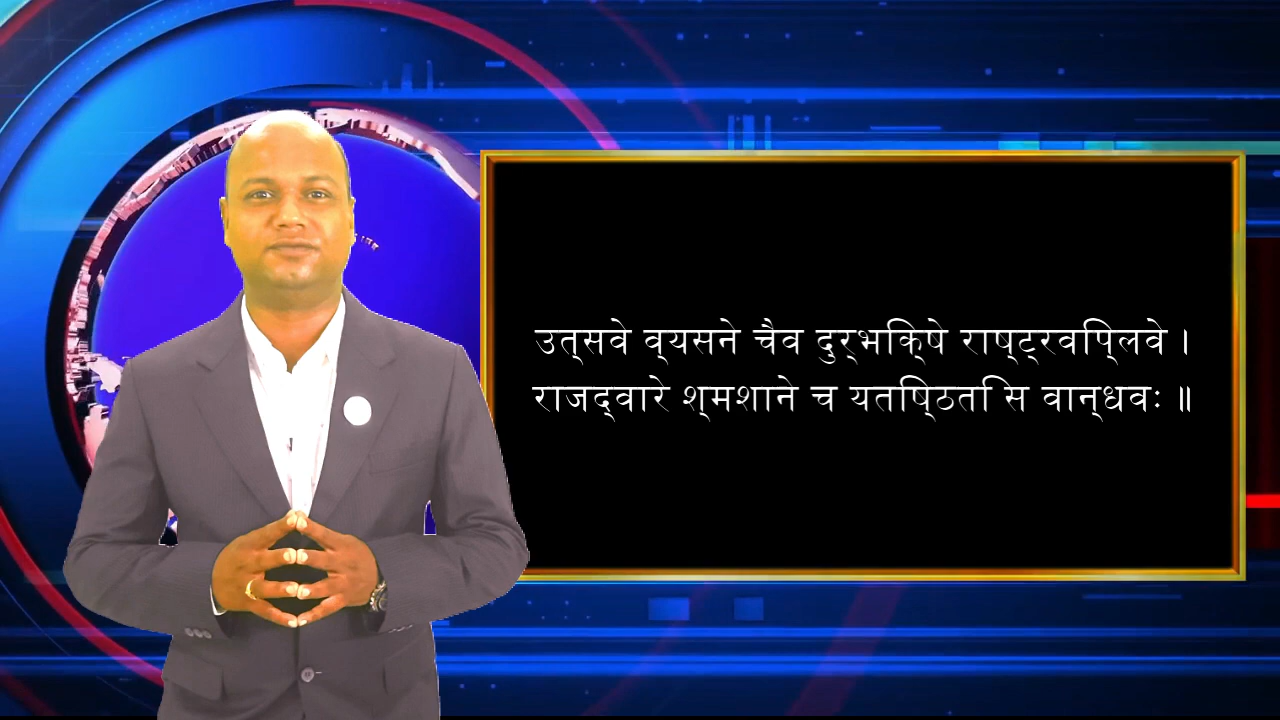 उत्सवे व्यसने चैव दुर्भिक्षे राष्ट्रविप्लवे ।
राजद्वारे श्मशाने च यतिष्ठति स वान्धवः ॥